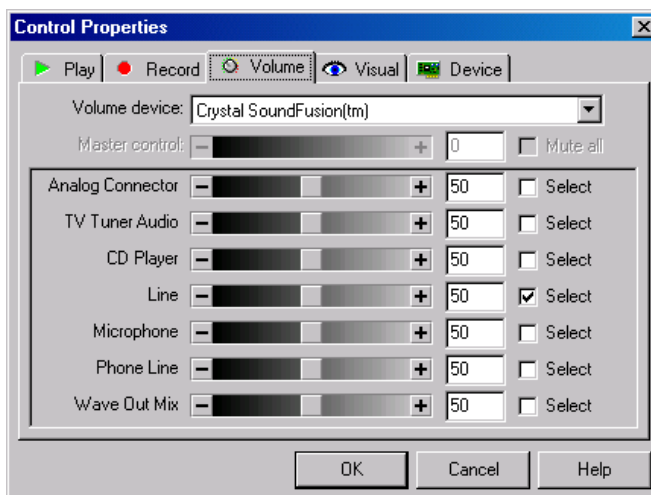 Control Properties
Play Record Volume Visual Device
Volume device: Crystal SoundFusion(tm)
Master control: 0 Mute all
Analog Connector 50 Select
TV Tuner Audio 50 Select
CD Player 50 Select
Line 50 Select
Microphone 50 Select
Phone Line 50 Select
Wave Out Mix 50 Select
OK Cancel Help